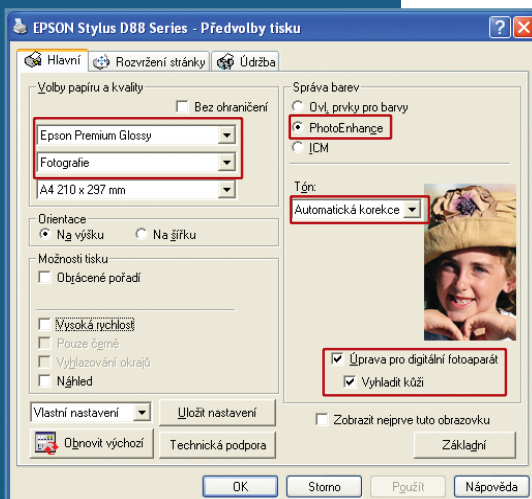 EPSON Stylus D88 Series - Předvolby tisku
Hlavní
Rozvržení stránky
Údržba
Volby papíru a kvality
Bez ohraničení
Epson Premium Glossy
Fotografie
A4 210 x 297 mm
Orientace
Na výšku
Na šířku
Možnosti tisku
Obrácené pořadí
Vysoká rychlost
Pouze černě
Vyhlazování okrajů
Náhled
Správa barev
Ovl. prvky pro barvy
PhotoEnhance
ICM
Tón:
Automatická korekce
Úprava pro digitální fotoaparát
Vyhladit kůži
Vlastní nastavení
Uložit nastavení
Zobrazit nejprve tuto obrazovku
Obnovit výchozí
Technická podpora
Základní
OK
Storno
Použít
Nápověda